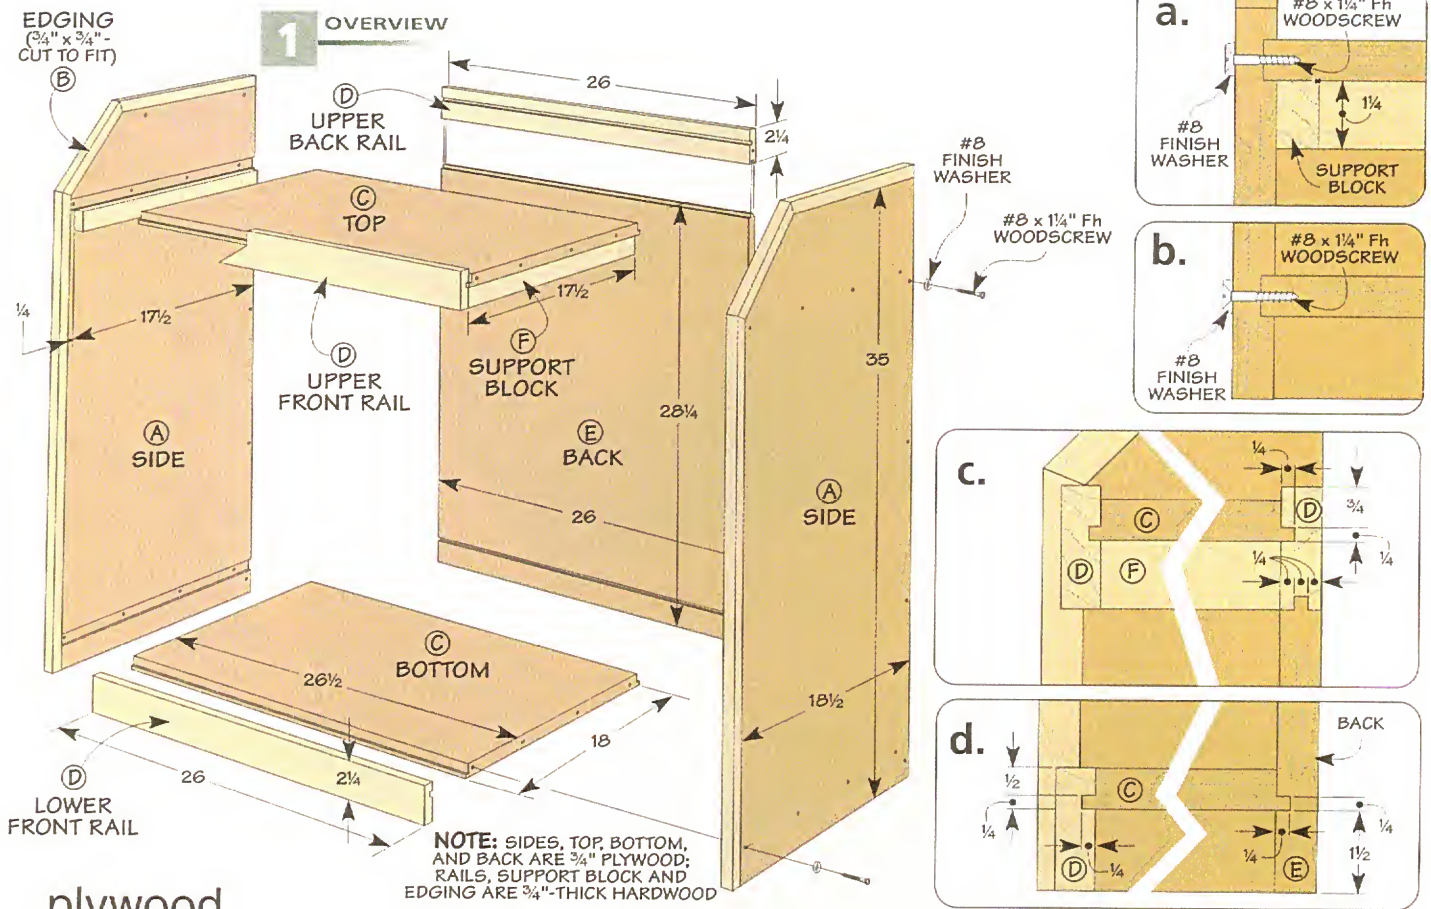 EDGING
(¾" x ¾"-
CUT TO FIT)
B
1
OVERVIEW
26
D
UPPER
BACK RAIL
2¼
C
TOP
#8
FINISH
WASHER
#8 x 1¼" Fh
WOODSCREW
¼
17½
17½
D
UPPER
FRONT RAIL
F
SUPPORT
BLOCK
28¼
35
A
SIDE
E
BACK
26
A
SIDE
C
BOTTOM
26½
18½
18
D
LOWER
FRONT RAIL
26
2¼
NOTE: SIDES, TOP, BOTTOM,
AND BACK ARE ¾" PLYWOOD;
RAILS, SUPPORT BLOCK AND
EDGING ARE ¾"-THICK HARDWOOD
plywood
a.
#8 x 1¼" Fh
WOODSCREW
1¼
#8
FINISH
WASHER
SUPPORT
BLOCK
b.
#8 x 1¼" Fh
WOODSCREW
#8
FINISH
WASHER
c.
¼
C
D
¾
D
F
¼
¼
d.
BACK
½
C
¼
¼
D
¼
¼
E
1½